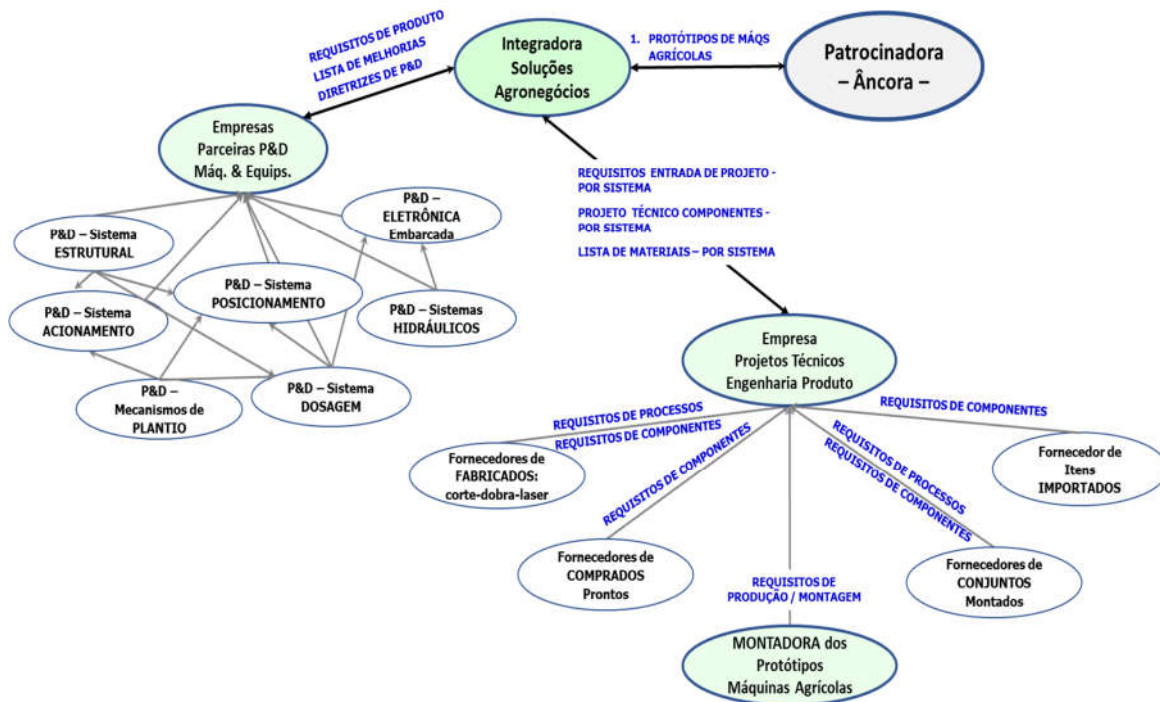 REQUISITOS DE PRODUTO
LISTA DE MELHORIAS
DIRETRIZES DE P&D
Integradora
Soluções
Agronegócios
1. PROTÓTIPOS DE MÁQS
AGRÍCOLAS
Patrocinadora
– Âncora –
Empresas
Parceiras P&D
Máq. & Equips.
REQUISITOS ENTRADA DE PROJETO -
POR SISTEMA
PROJETO TÉCNICO COMPONENTES -
POR SISTEMA
LISTA DE MATERIAIS – POR SISTEMA
P&D – Sistema
ESTRUTURAL
P&D –
ELETRÔNICA
Embarcada
P&D – Sistema
ACIONAMENTO
P&D – Sistema
POSICIONAMENTO
P&D – Sistemas
HIDRÁULICOS
P&D –
Mecanismos de
PLANTIO
P&D – Sistema
DOSAGEM
Empresa
Projetos Técnicos
Engenharia Produto
REQUISITOS DE PROCESSOS
REQUISITOS DE COMPONENTES
REQUISITOS DE COMPONENTES
REQUISITOS DE PROCESSOS
REQUISITOS DE COMPONENTES
REQUISITOS DE COMPONENTES
Fornecedores de
FABRICADOS:
corte-dobra-laser
Fornecedor de
Itens
IMPORTADOS
Fornecedores de
COMPRADOS
Prontos
Fornecedores de
CONJUNTOS
Montados
REQUISITOS DE
PRODUÇÃO / MONTAGEM
MONTADORA dos
Protótipos
Máquinas Agrícolas